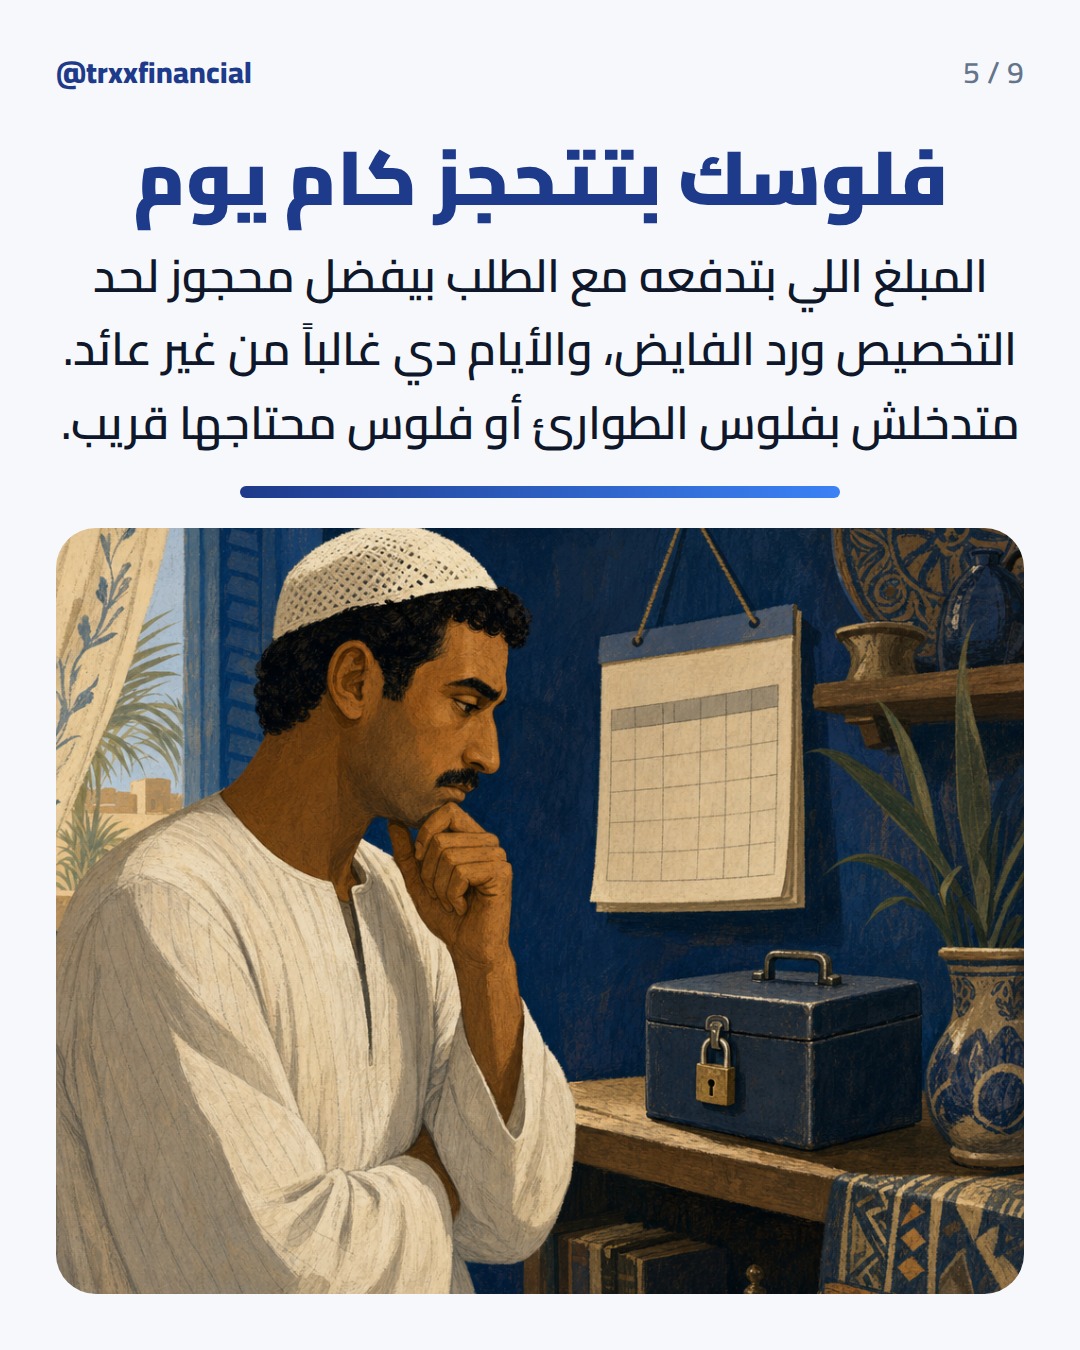 @trxxfinancial
5 / 9
فلوسك بتتحجز كام يوم
المبلغ اللي بتدفعه مع الطلب بيفضل محجوز لحد
التخصيص ورد الفايض، والأيام دي غالباً من غير عائد.
متدخلش بفلوس الطوارئ أو فلوس محتاجها قريب.